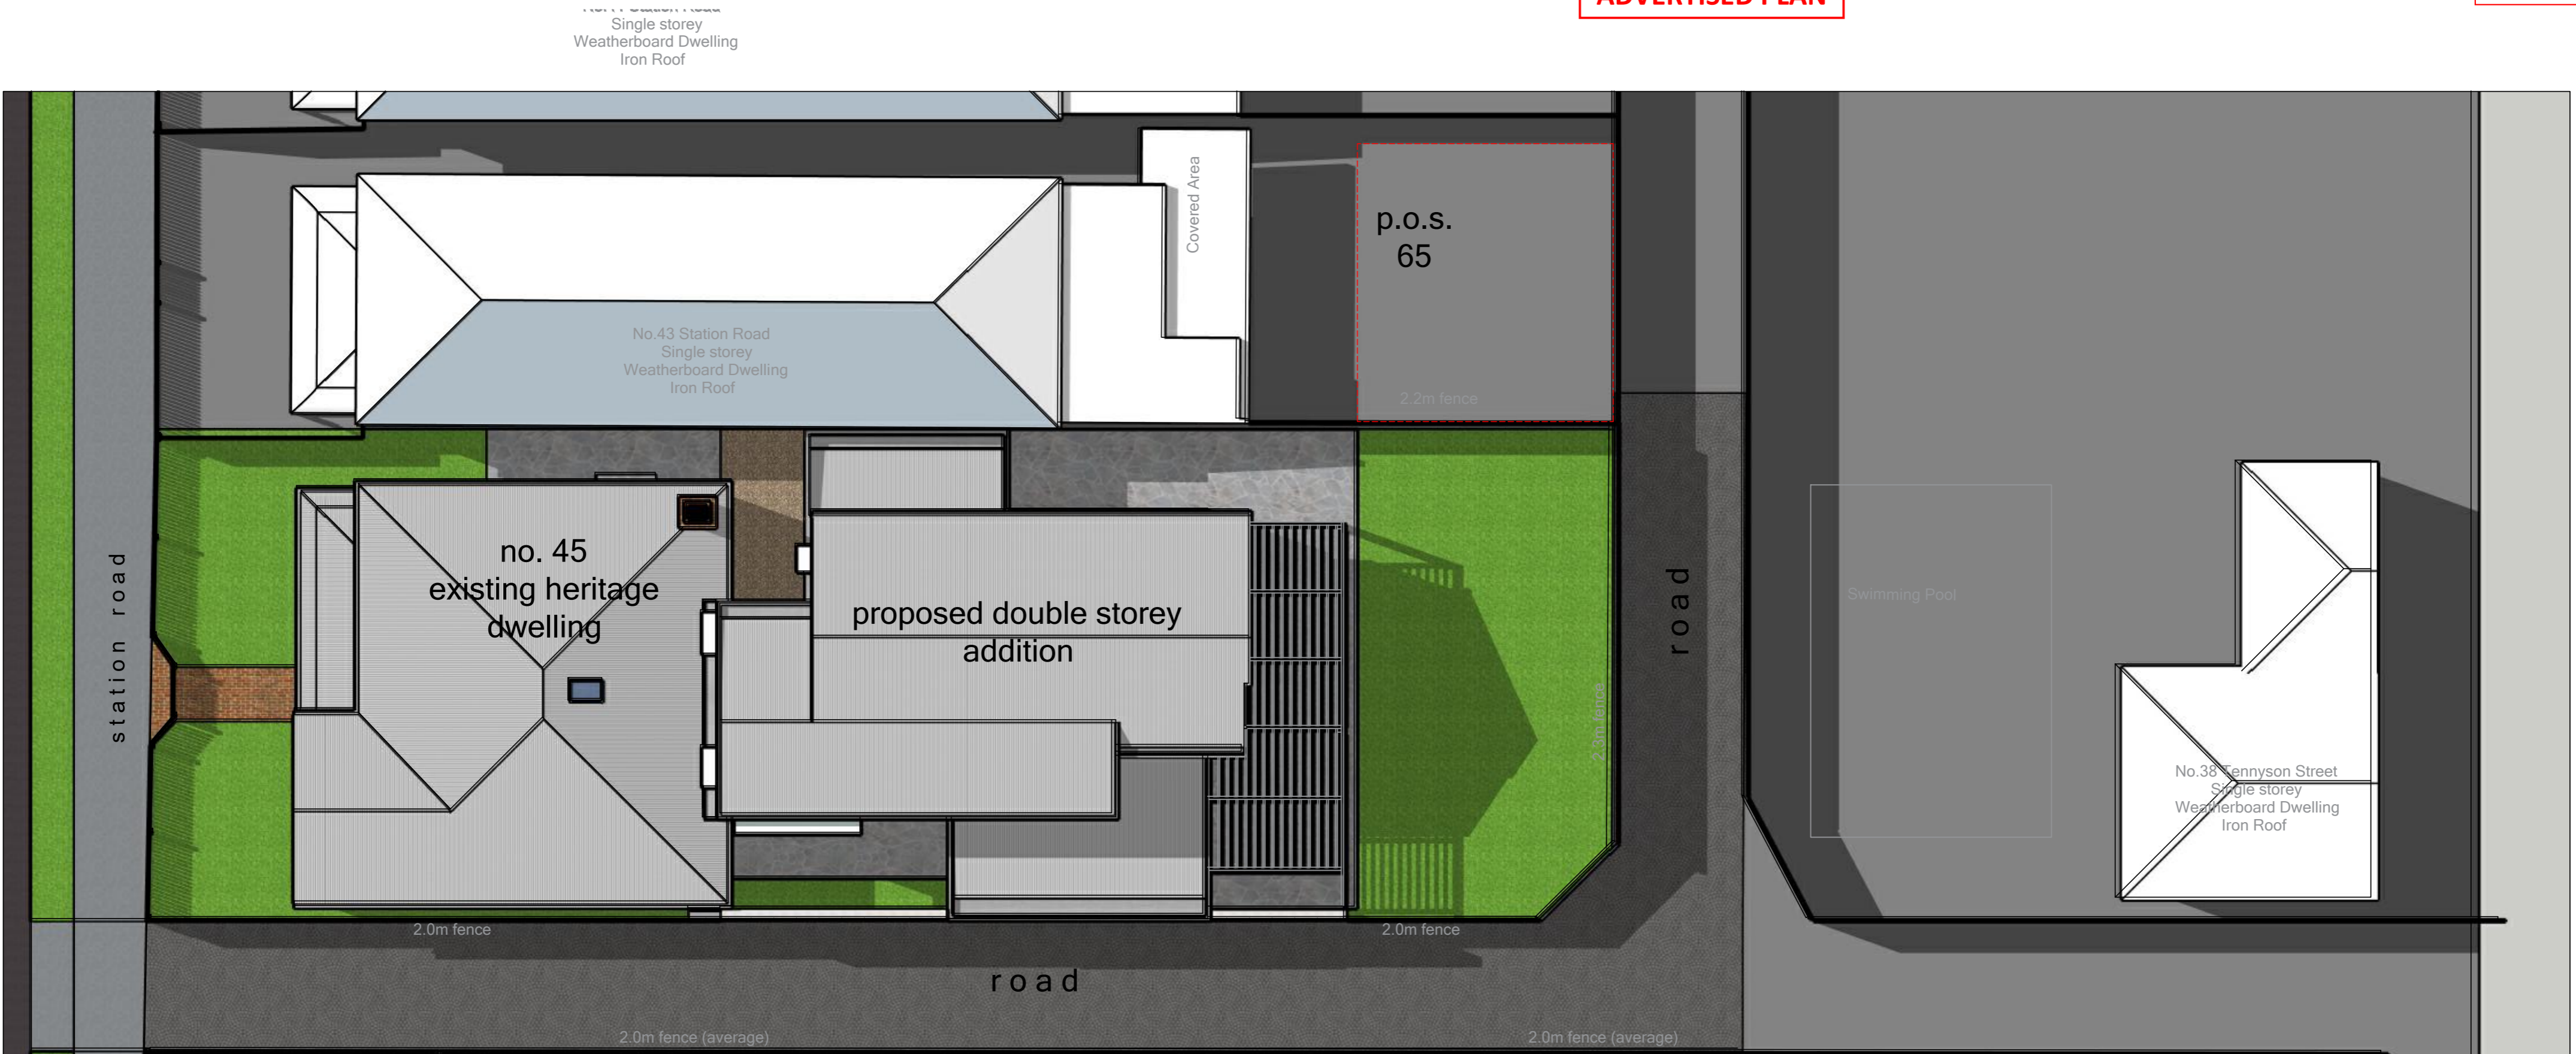 ADVERTISED PLAN
Single storey
Weatherboard Dwelling
Iron Roof
Covered Area
p.o.s.
65
No.43 Station Road
Single storey
Weatherboard Dwelling
Iron Roof
2.2m fence
station road
no. 45
existing heritage
dwelling
proposed double storey
addition
road
Swimming Pool
No.38 Tennyson Street
Single storey
Weatherboard Dwelling
Iron Roof
2.0m fence
2.0m fence
road
2.0m fence (average)
2.0m fence (average)